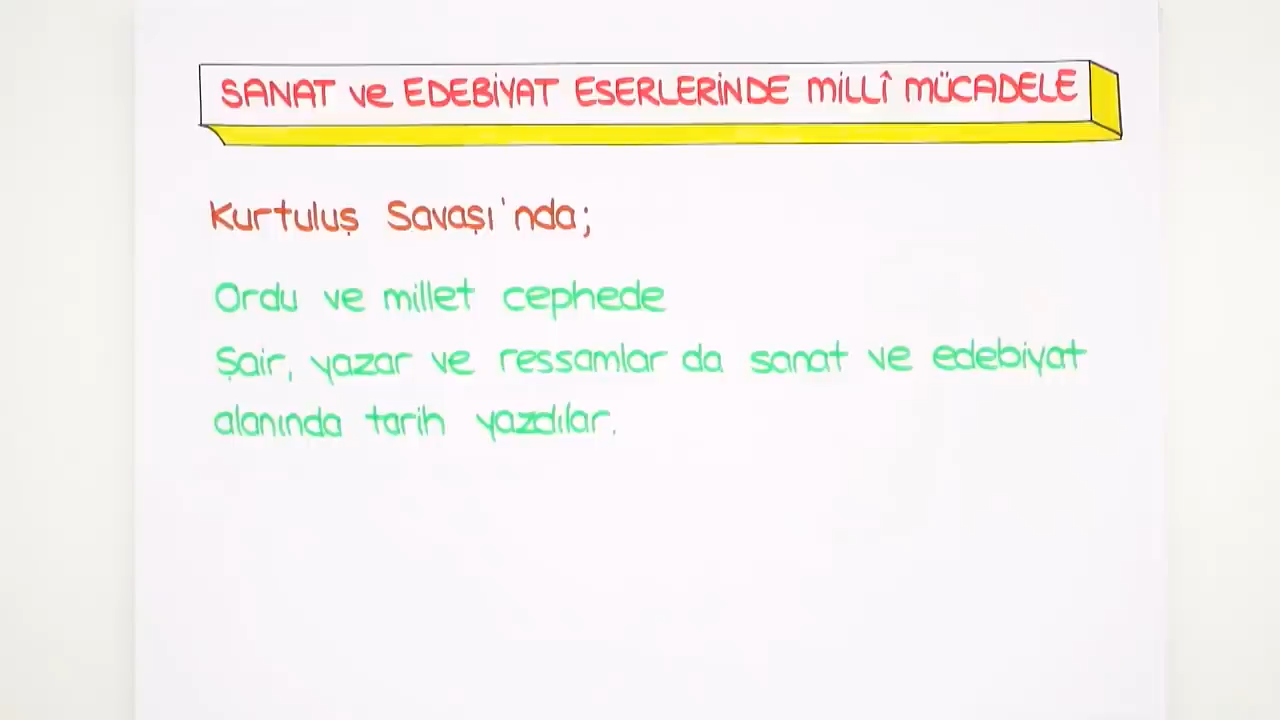 SANAT ve EDEBİYAT ESERLERİNDE MİLLÎ MÜCADELE
Kurtuluş Savaşı'nda;
Ordu ve millet cephede
Şair, yazar ve ressamlar da sanat ve edebiyat
alanında tarih yazdılar.